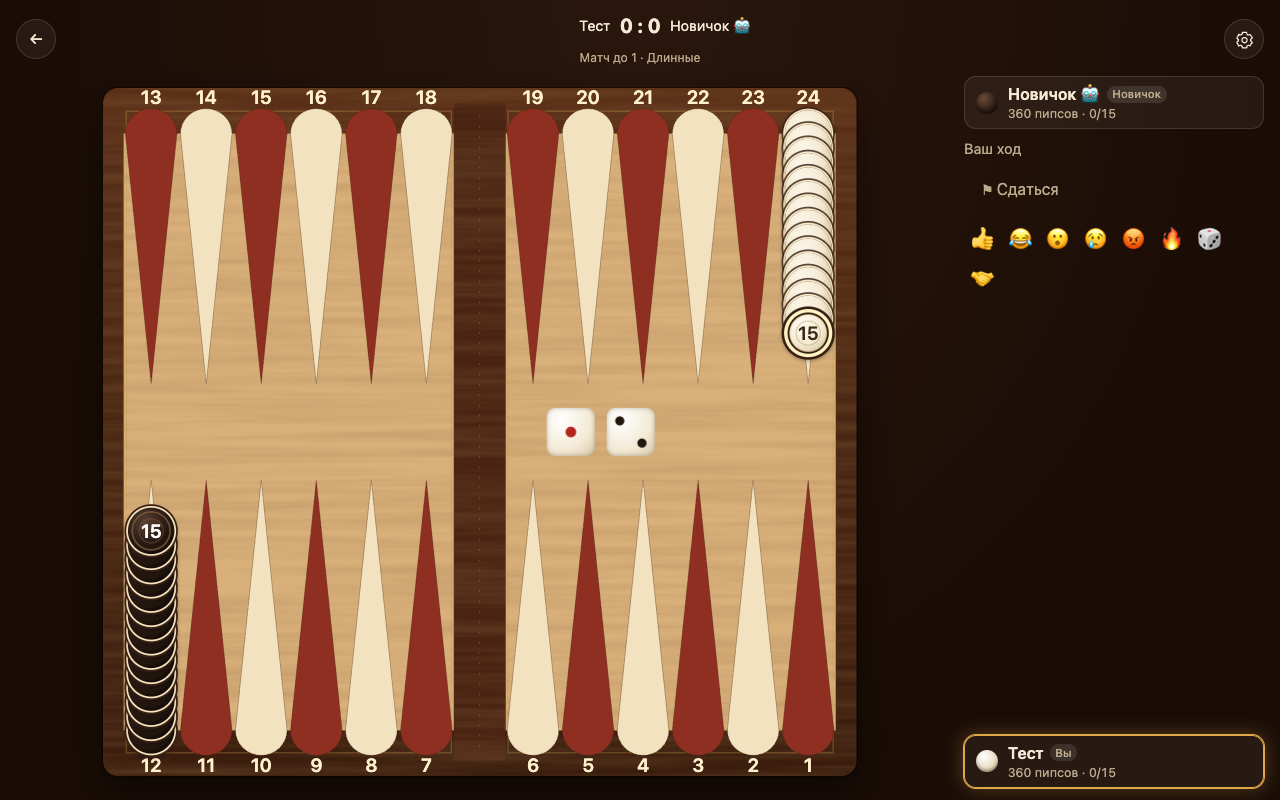 Тест 0 : 0 Новичок
Матч до 1 · Длинные
13 14 15 16 17 18 19 20 21 22 23 24
15
15
12 11 10 9 8 7 6 5 4 3 2 1
Новичок Новичок
360 пипсов · 0/15
Ваш ход
Сдаться
Тест Вы
360 пипсов · 0/15